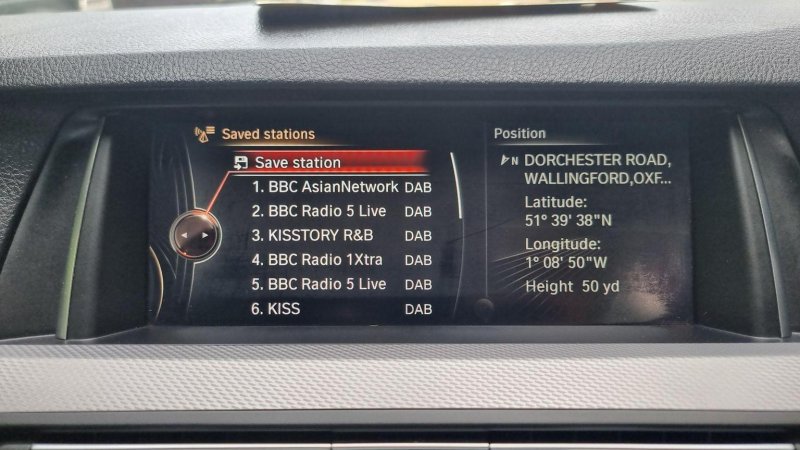 Saved stations
Save station
1. BBC AsianNetwork DAB
2. BBC Radio 5 Live DAB
3. KISSTORY R&B DAB
4. BBC Radio 1Xtra DAB
5. BBC Radio 5 Live DAB
6. KISS DAB
Position
N DORCHESTER ROAD,
WALLINGFORD,OXF...
Latitude:
51° 39' 38"N
Longitude:
1° 08' 50"W
Height 50 yd